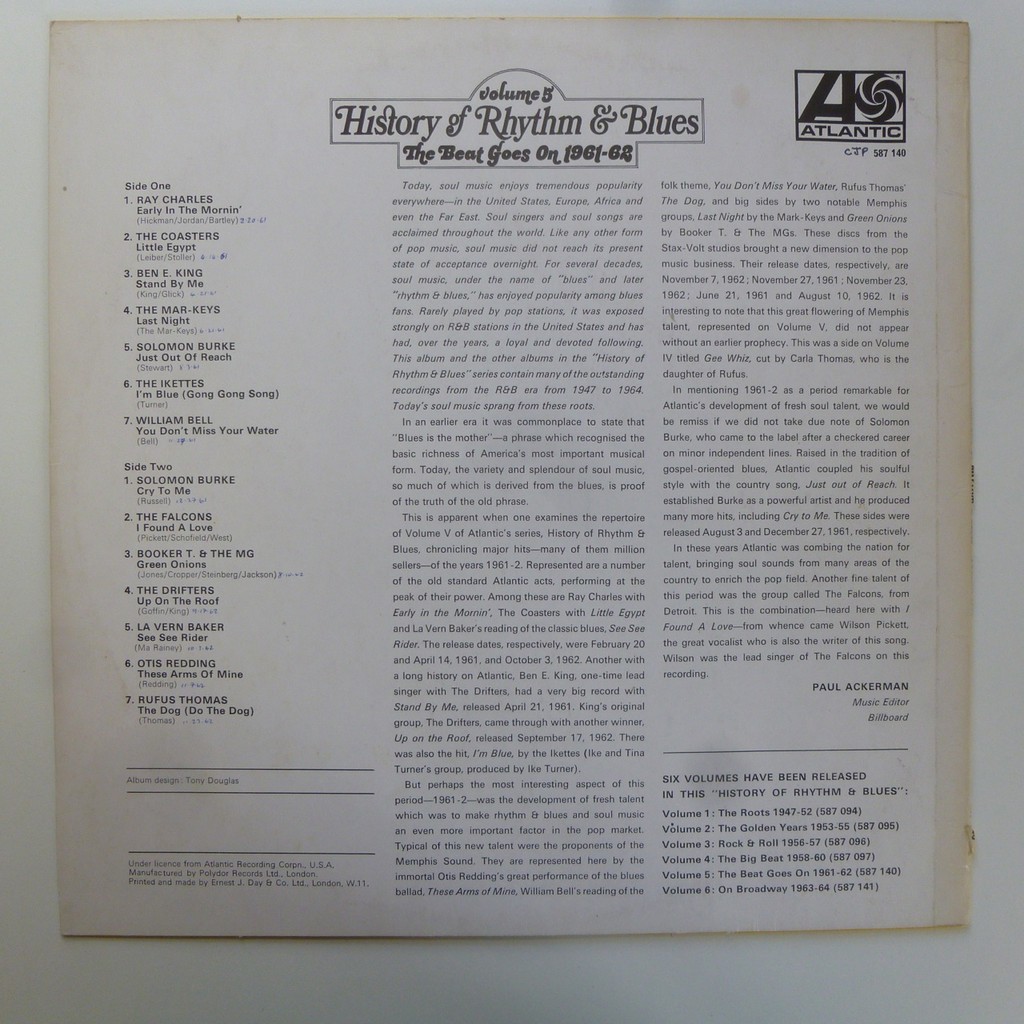 volume 5
History of Rhythm & Blues
The Beat Goes On 1961-62
ATLANTIC
CJP 587 140
Side One
1. RAY CHARLES
Early In The Mornin'
(Hickman/Jordan/Bartley)
2. THE COASTERS
Little Egypt
(Leiber/Stoller)
3. BEN E. KING
Stand By Me
(King/Glick)
4. THE MAR-KEYS
Last Night
(The Mar-Keys)
5. SOLOMON BURKE
Just Out Of Reach
(Stewart)
6. THE IKETTES
I'm Blue (Gong Gong Song)
(Turner)
7. WILLIAM BELL
You Don't Miss Your Water
(Bell)
Side Two
1. SOLOMON BURKE
Cry To Me
(Russell)
2. THE FALCONS
I Found A Love
(Pickett/Schofield/West)
3. BOOKER T. & THE MG
Green Onions
(Jones/Cropper/Steinberg/Jackson)
4. THE DRIFTERS
Up On The Roof
(Goffin/King)
5. LA VERN BAKER
See See Rider
(Ma Rainey)
6. OTIS REDDING
These Arms Of Mine
(Redding)
7. RUFUS THOMAS
The Dog (Do The Dog)
(Thomas)
Album design: Tony Douglas
Under licence from Atlantic Recording Corpn., U.S.A.
Manufactured by Polydor Records Ltd., London.
Printed and made by Ernest J. Day & Co. Ltd., London, W.11.
Today, soul music enjoys tremendous popularity
everywhere—in the United States, Europe, Africa and
even the Far East. Soul singers and soul songs are
acclaimed throughout the world. Like any other form
of pop music, soul music did not reach its present
state of acceptance overnight. For several decades,
soul music, under the name of "blues" and later
"rhythm & blues," has enjoyed popularity among blues
fans. Rarely played by pop stations, it was exposed
strongly on R&B stations in the United States and has
had, over the years, a loyal and devoted following.
This album and the other albums in the "History of
Rhythm & Blues" series contain many of the outstanding
recordings from the R&B era from 1947 to 1964.
Today's soul music sprang from these roots.
In an earlier era it was commonplace to state that
"Blues is the mother"—a phrase which recognised the
basic richness of America's most important musical
form. Today, the variety and splendour of soul music,
so much of which is derived from the blues, is proof
of the truth of the old phrase.
This is apparent when one examines the repertoire
of Volume V of Atlantic's series, History of Rhythm &
Blues, chronicling major hits—many of them million
sellers—of the years 1961-2. Represented are a number
of the old standard Atlantic acts, performing at the
peak of their power. Among these are Ray Charles with
Early in the Mornin', The Coasters with Little Egypt
and La Vern Baker's reading of the classic blues, See See
Rider. The release dates, respectively, were February 20
and April 14, 1961, and October 3, 1962. Another with
a long history on Atlantic, Ben E. King, one-time lead
singer with The Drifters, had a very big record with
Stand By Me, released April 21, 1961. King's original
group, The Drifters, came through with another winner,
Up on the Roof, released September 17, 1962. There
was also the hit, I'm Blue, by the Ikettes (Ike and Tina
Turner's group, produced by Ike Turner).
But perhaps the most interesting aspect of this
period—1961-2—was the development of fresh talent
which was to make rhythm & blues and soul music
an even more important factor in the pop market.
Typical of this new talent were the proponents of the
Memphis Sound. They are represented here by the
immortal Otis Redding's great performance of the blues
ballad, These Arms of Mine, William Bell's reading of the
folk theme, You Don't Miss Your Water, Rufus Thomas'
The Dog, and big sides by two notable Memphis
groups, Last Night by the Mark-Keys and Green Onions
by Booker T. & The MGs. These discs from the
Stax-Volt studios brought a new dimension to the pop
music business. Their release dates, respectively, are
November 7, 1962; November 27, 1961; November 23,
1962; June 21, 1961 and August 10, 1962. It is
interesting to note that this great flowering of Memphis
talent, represented on Volume V, did not appear
without an earlier prophecy. This was a side on Volume
IV titled Gee Whiz, cut by Carla Thomas, who is the
daughter of Rufus.
In mentioning 1961-2 as a period remarkable for
Atlantic's development of fresh soul talent, we would
be remiss if we did not take due note of Solomon
Burke, who came to the label after a checkered career
on minor independent lines. Raised in the tradition of
gospel-oriented blues, Atlantic coupled his soulful
style with the country song, Just out of Reach. It
established Burke as a powerful artist and he produced
many more hits, including Cry to Me. These sides were
released August 3 and December 27, 1961, respectively.
In these years Atlantic was combing the nation for
talent, bringing soul sounds from many areas of the
country to enrich the pop field. Another fine talent of
this period was the group called The Falcons, from
Detroit. This is the combination—heard here with I
Found A Love—from whence came Wilson Pickett,
the great vocalist who is also the writer of this song.
Wilson was the lead singer of The Falcons on this
recording.
PAUL ACKERMAN
Music Editor
Billboard
SIX VOLUMES HAVE BEEN RELEASED
IN THIS "HISTORY OF RHYTHM & BLUES":
Volume 1: The Roots 1947-52 (587 094)
Volume 2: The Golden Years 1953-55 (587 095)
Volume 3: Rock & Roll 1956-57 (587 096)
Volume 4: The Big Beat 1958-60 (587 097)
Volume 5: The Beat Goes On 1961-62 (587 140)
Volume 6: On Broadway 1963-64 (587 141)